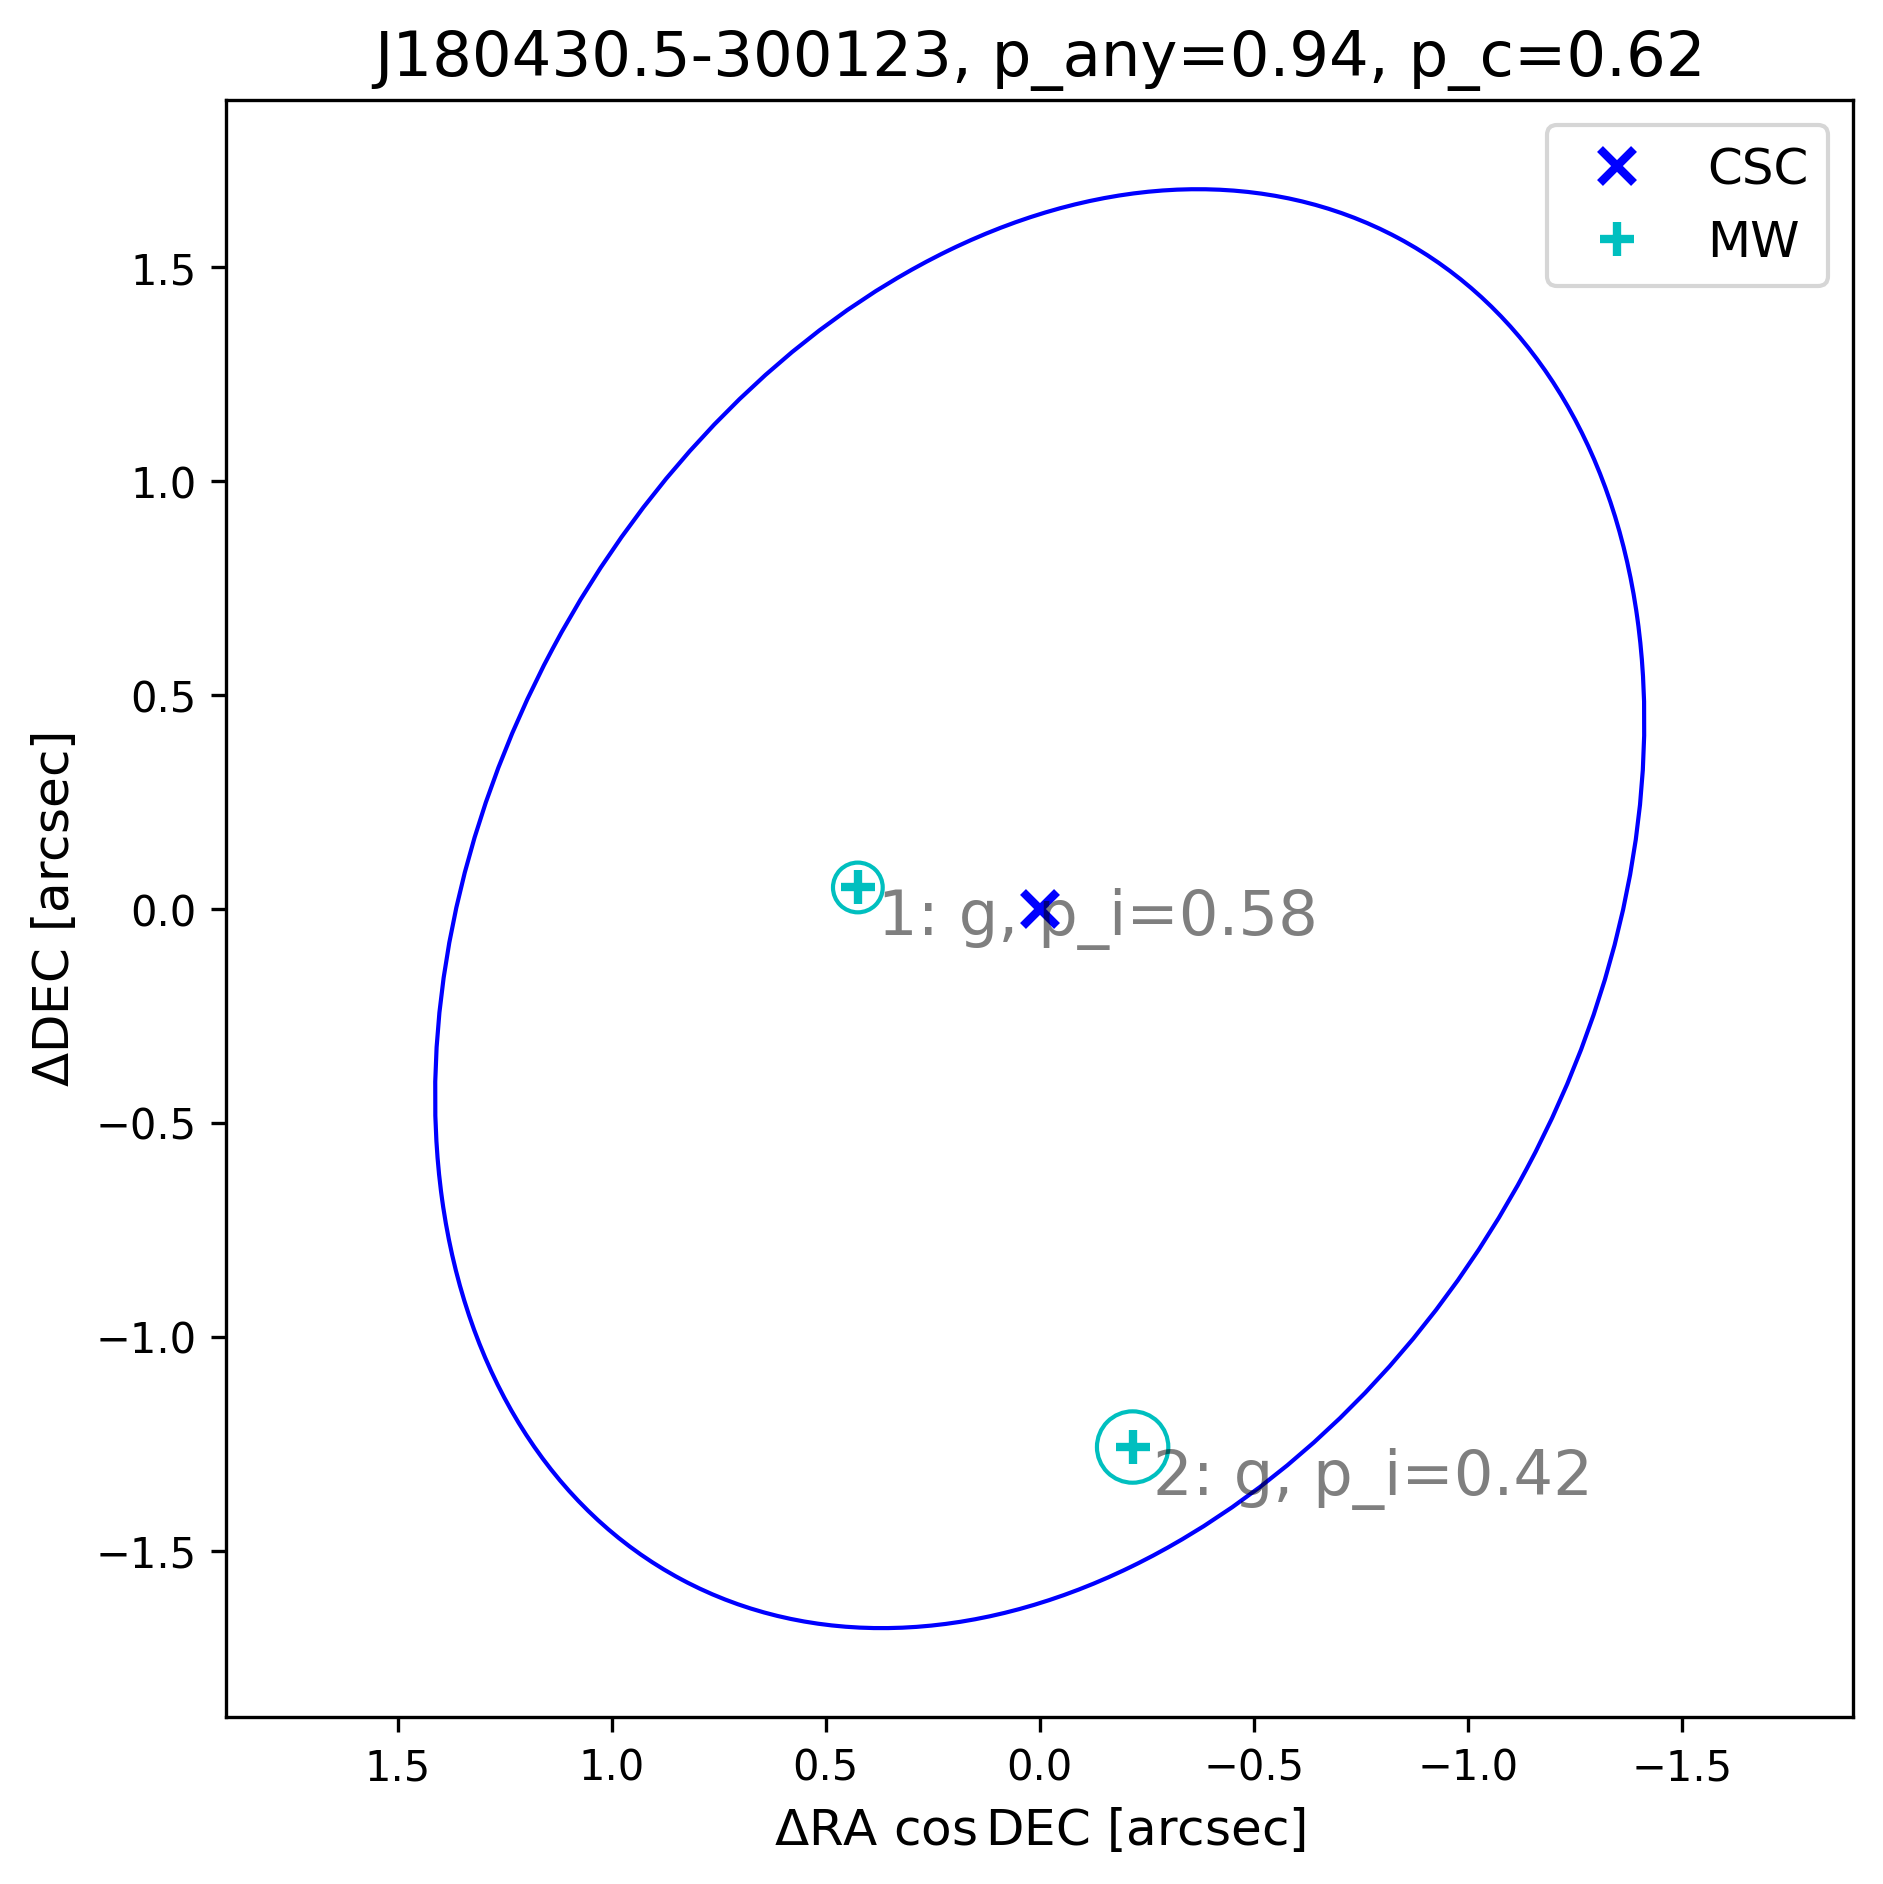 J180430.5-300123, p_any=0.94, p_c=0.62
CSC
MW
1.5
1.0
0.5
0.0
−0.5
−1.0
−1.5
ΔDEC [arcsec]
1: g, p_i=0.58
2: g, p_i=0.42
1.5 1.0 0.5 0.0 −0.5 −1.0 −1.5
ΔRA cos DEC [arcsec]